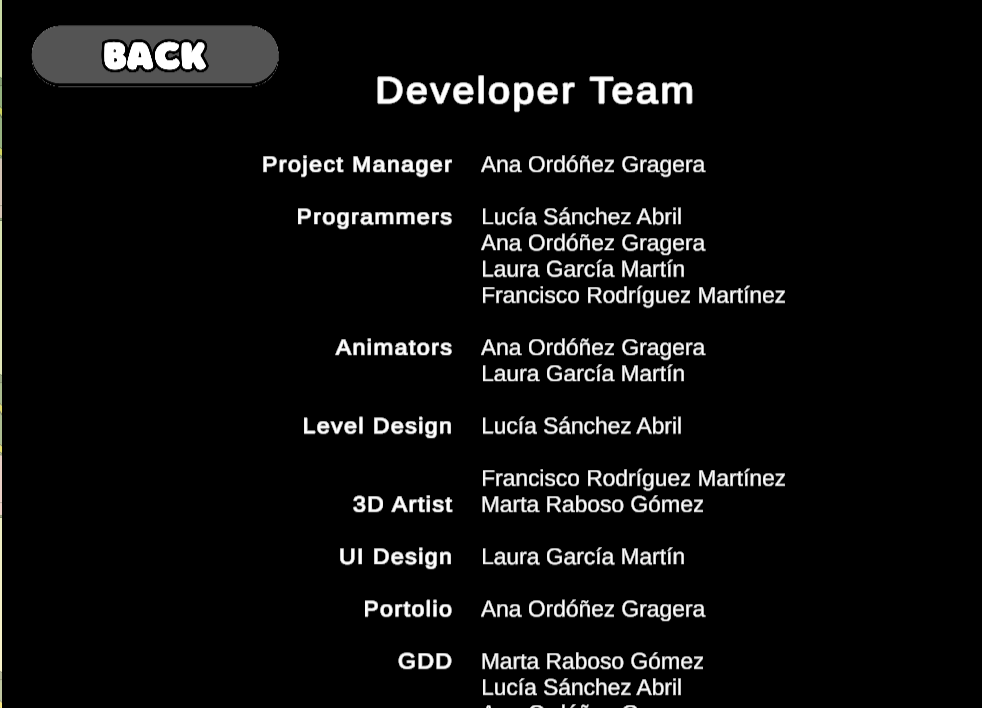 BACK
Developer Team
Project Manager Ana Ordóñez Gragera
Programmers Lucía Sánchez Abril
Ana Ordóñez Gragera
Laura García Martín
Francisco Rodríguez Martínez
Animators Ana Ordóñez Gragera
Laura García Martín
Level Design Lucía Sánchez Abril
Francisco Rodríguez Martínez
3D Artist Marta Raboso Gómez
UI Design Laura García Martín
Portolio Ana Ordóñez Gragera
GDD Marta Raboso Gómez
Lucía Sánchez Abril